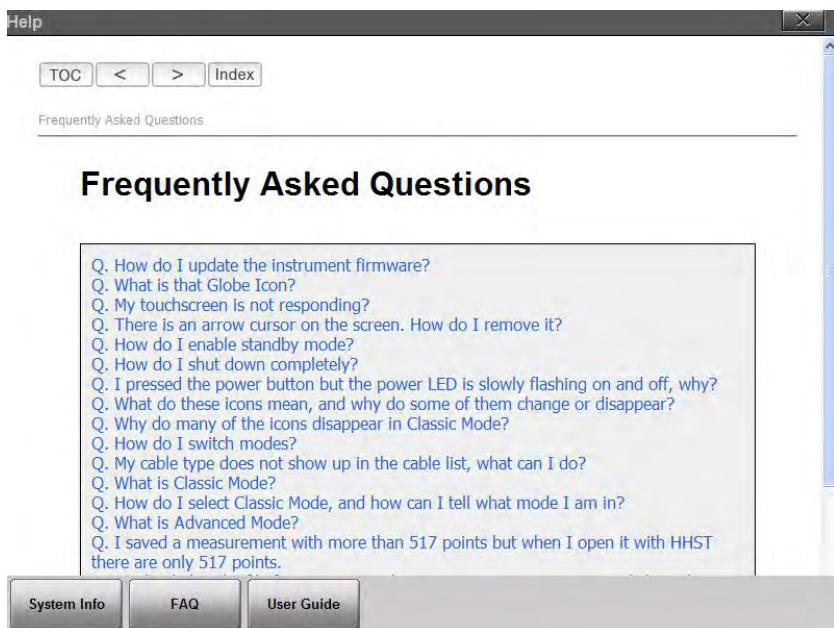 Help
TOC < > Index
Frequently Asked Questions
Frequently Asked Questions
Q. How do I update the instrument firmware?
Q. What is that Globe Icon?
Q. My touchscreen is not responding?
Q. There is an arrow cursor on the screen. How do I remove it?
Q. How do I enable standby mode?
Q. How do I shut down completely?
Q. I pressed the power button but the power LED is slowly flashing on and off, why?
Q. What do these icons mean, and why do some of them change or disappear?
Q. Why do many of the icons disappear in Classic Mode?
Q. How do I switch modes?
Q. My cable type does not show up in the cable list, what can I do?
Q. What is Classic Mode?
Q. How do I select Classic Mode, and how can I tell what mode I am in?
Q. What is Advanced Mode?
Q. I saved a measurement with more than 517 points but when I open it with HHST
there are only 517 points.
System Info FAQ User Guide